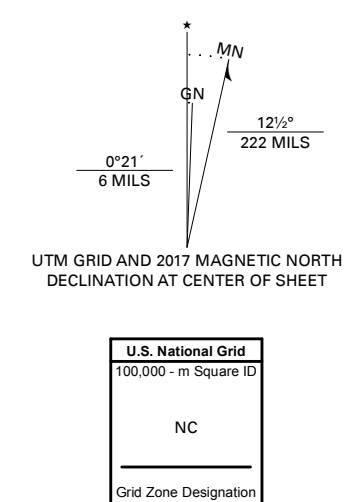 ★
MN
GN
12½°
222 MILS
0°21´
6 MILS
UTM GRID AND 2017 MAGNETIC NORTH
DECLINATION AT CENTER OF SHEET
U.S. National Grid
100,000 - m Square ID
NC
Grid Zone Designation